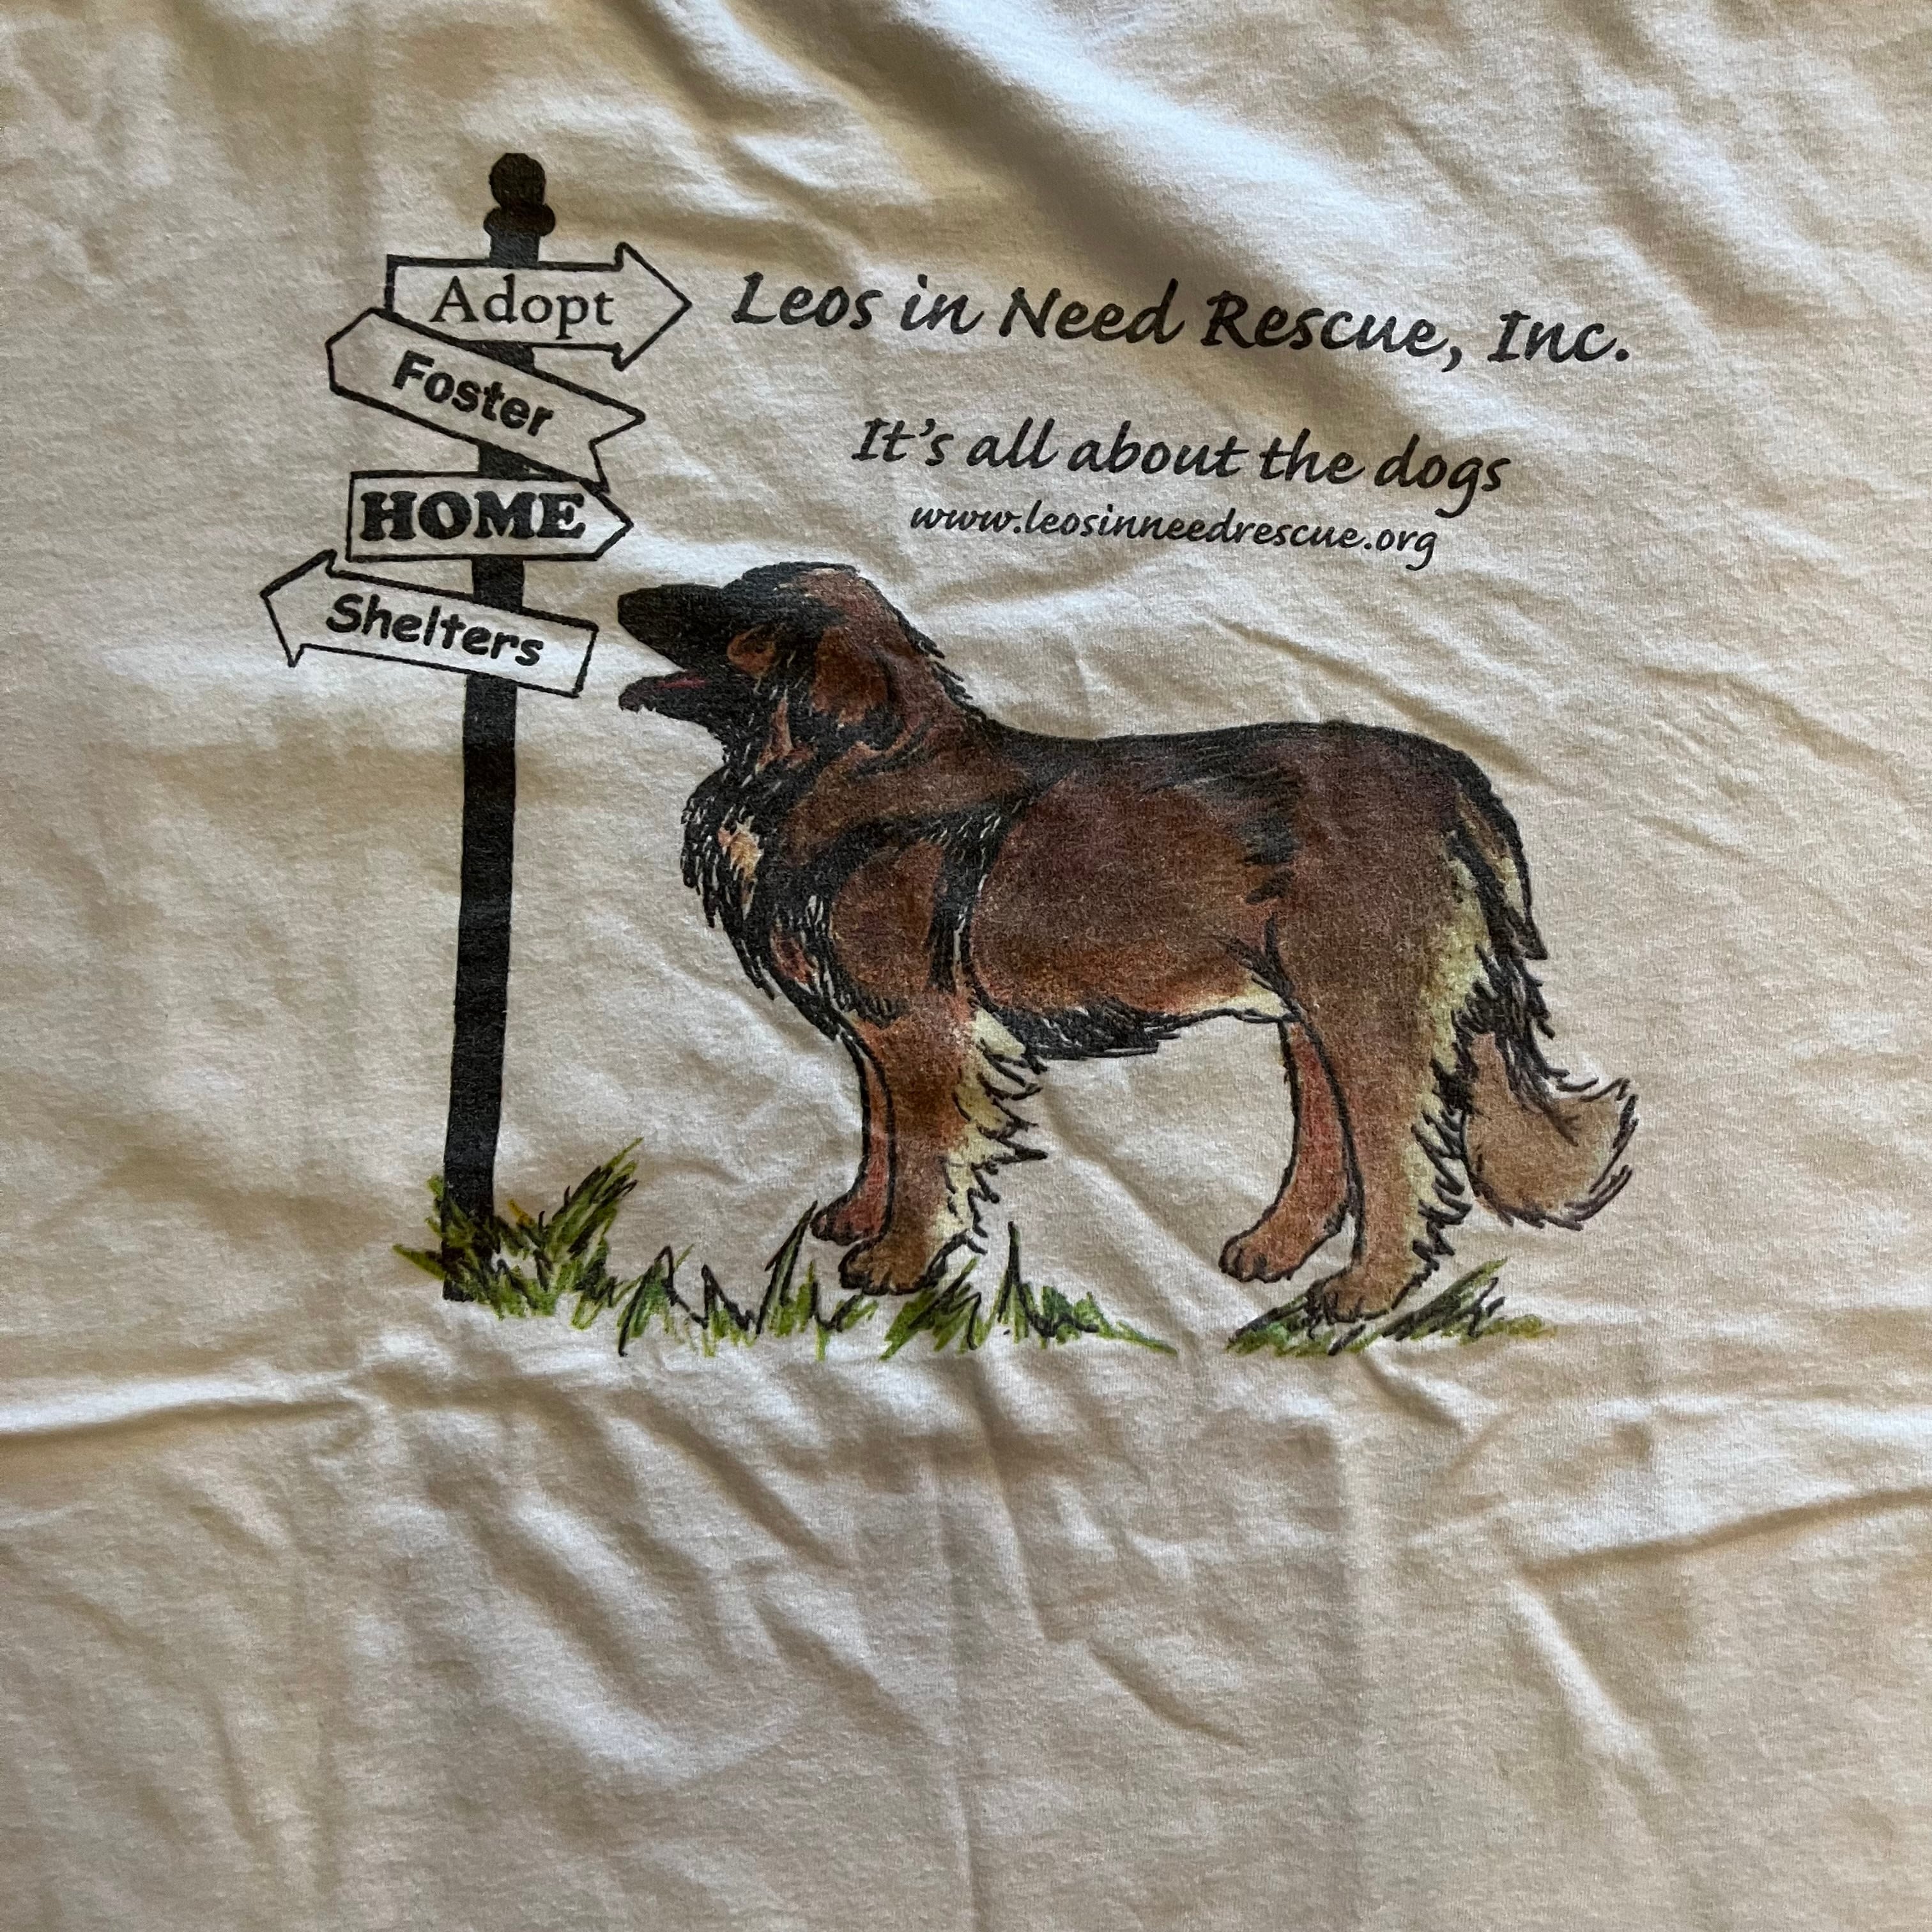 Adopt
Foster
HOME
Shelters
Leos in Need Rescue, Inc.
It's all about the dogs
www.leosinneedrescue.org